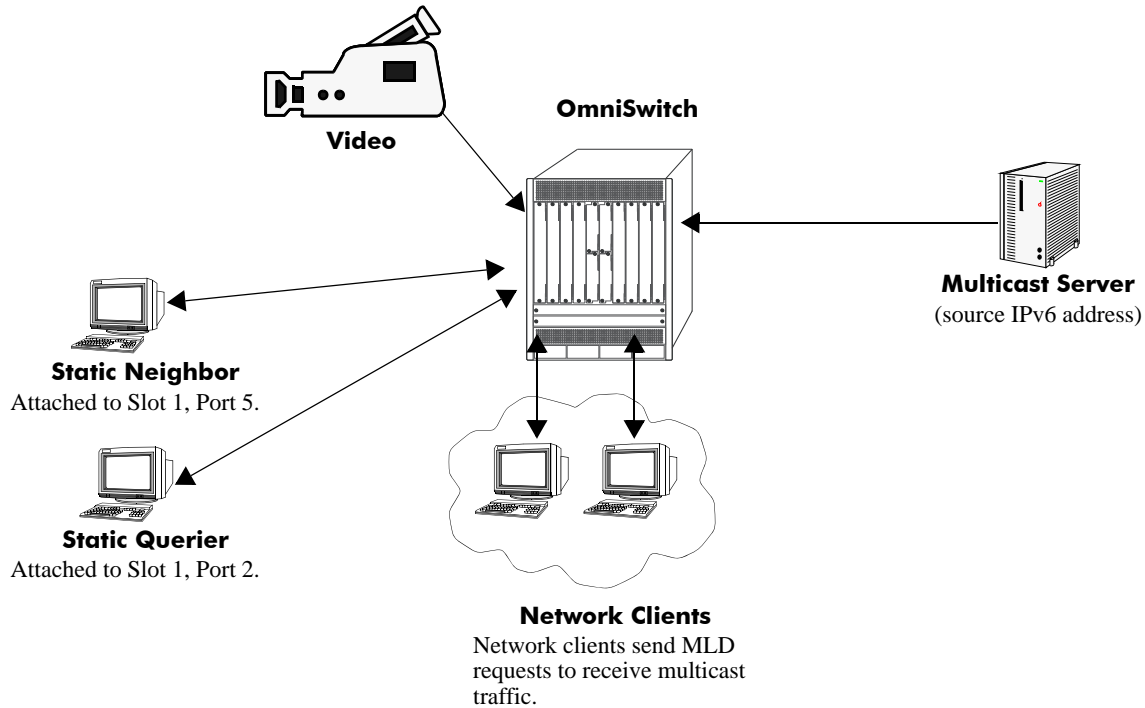 OmniSwitch
Video
Multicast Server
(source IPv6 address)
Static Neighbor
Attached to Slot 1, Port 5.
Static Querier
Attached to Slot 1, Port 2.
Network Clients
Network clients send MLD
requests to receive multicast
traffic.